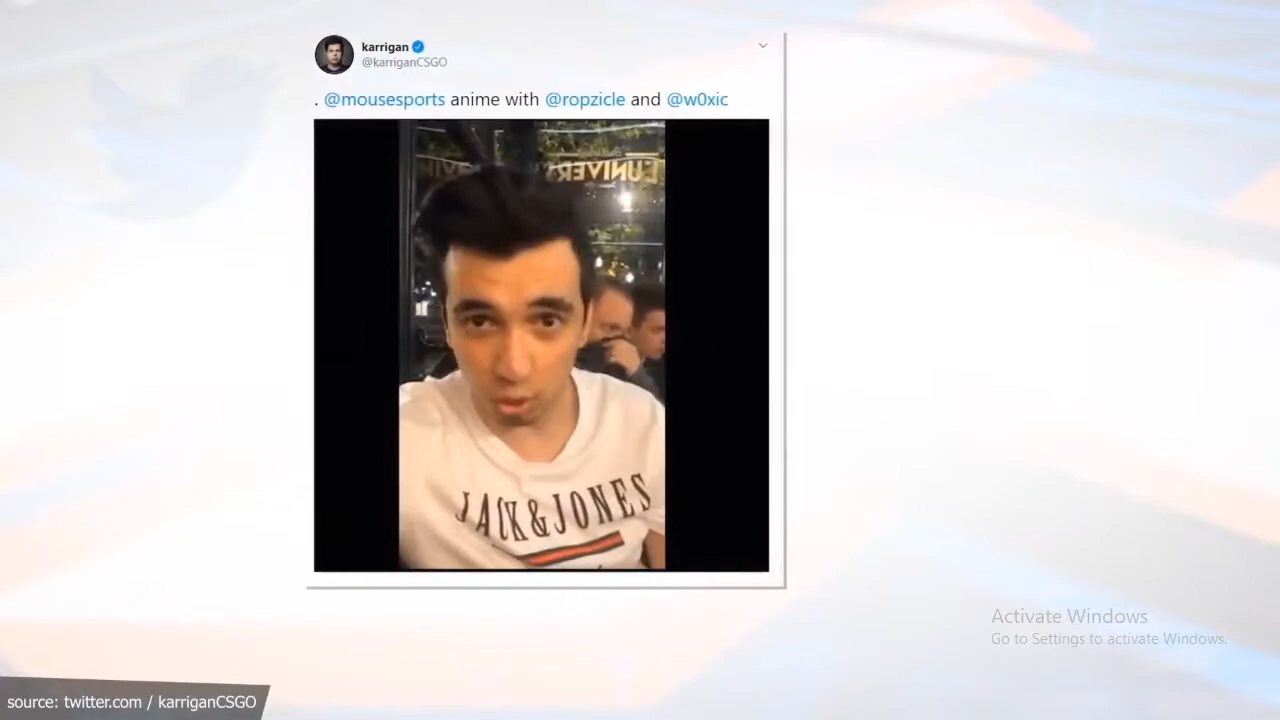 karrigan
@karriganCSGO
. @mousesports anime with @ropzicle and @w0xic
JACK&JONES
Activate Windows
Go to Settings to activate Windows.
source: twitter.com / karriganCSGO